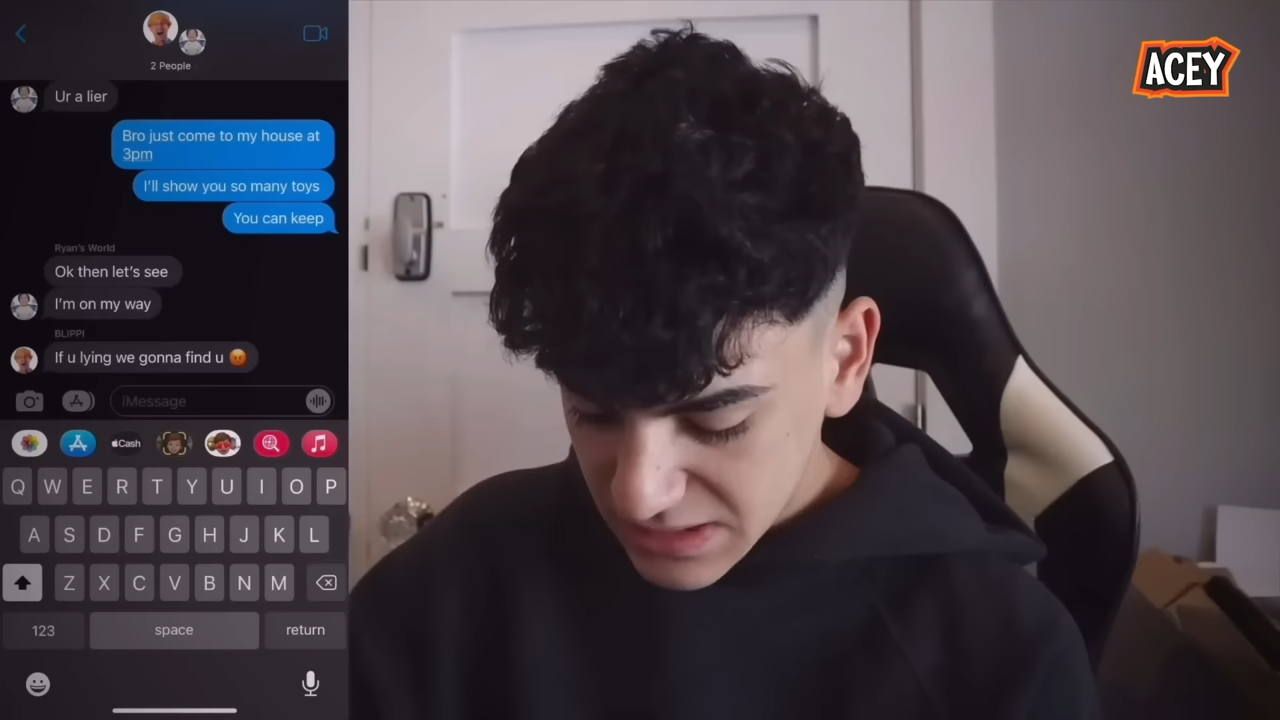 2 People
Ur a lier
Bro just come to my house at
3pm
I'll show you so many toys
You can keep
Ryan's World
Ok then let's see
I'm on my way
BLIPPI
If u lying we gonna find u 😡
iMessage
Cash
Q W E R T Y U I O P
A S D F G H J K L
Z X C V B N M
123 space return
ACEY